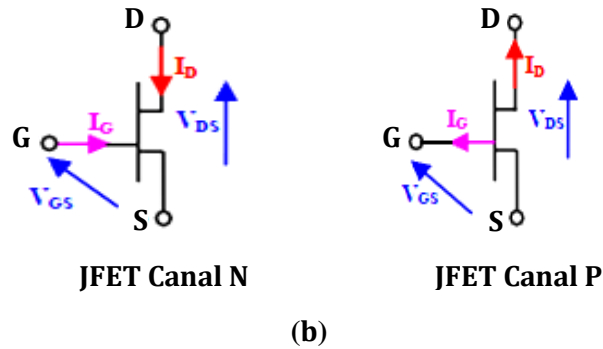 D
I_D
V_DS
G
I_G
V_GS
S
JFET Canal N
D
I_D
V_DS
G
I_G
V_GS
S
JFET Canal P
(b)